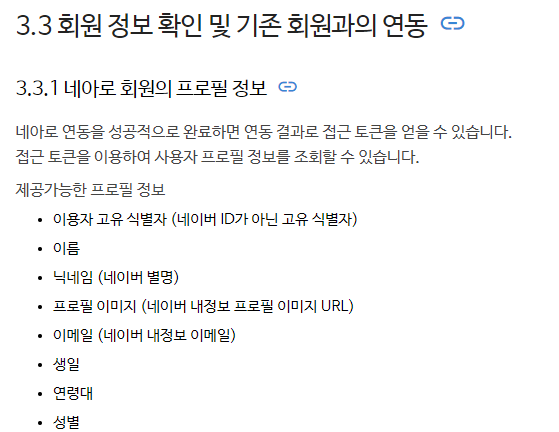 3.3 회원 정보 확인 및 기존 회원과의 연동
3.3.1 네아로 회원의 프로필 정보
네아로 연동을 성공적으로 완료하면 연동 결과로 접근 토큰을 얻을 수 있습니다.
접근 토큰을 이용하여 사용자 프로필 정보를 조회할 수 있습니다.
제공가능한 프로필 정보
• 이용자 고유 식별자 (네이버 ID가 아닌 고유 식별자)
• 이름
• 닉네임 (네이버 별명)
• 프로필 이미지 (네이버 내정보 프로필 이미지 URL)
• 이메일 (네이버 내정보 이메일)
• 생일
• 연령대
• 성별